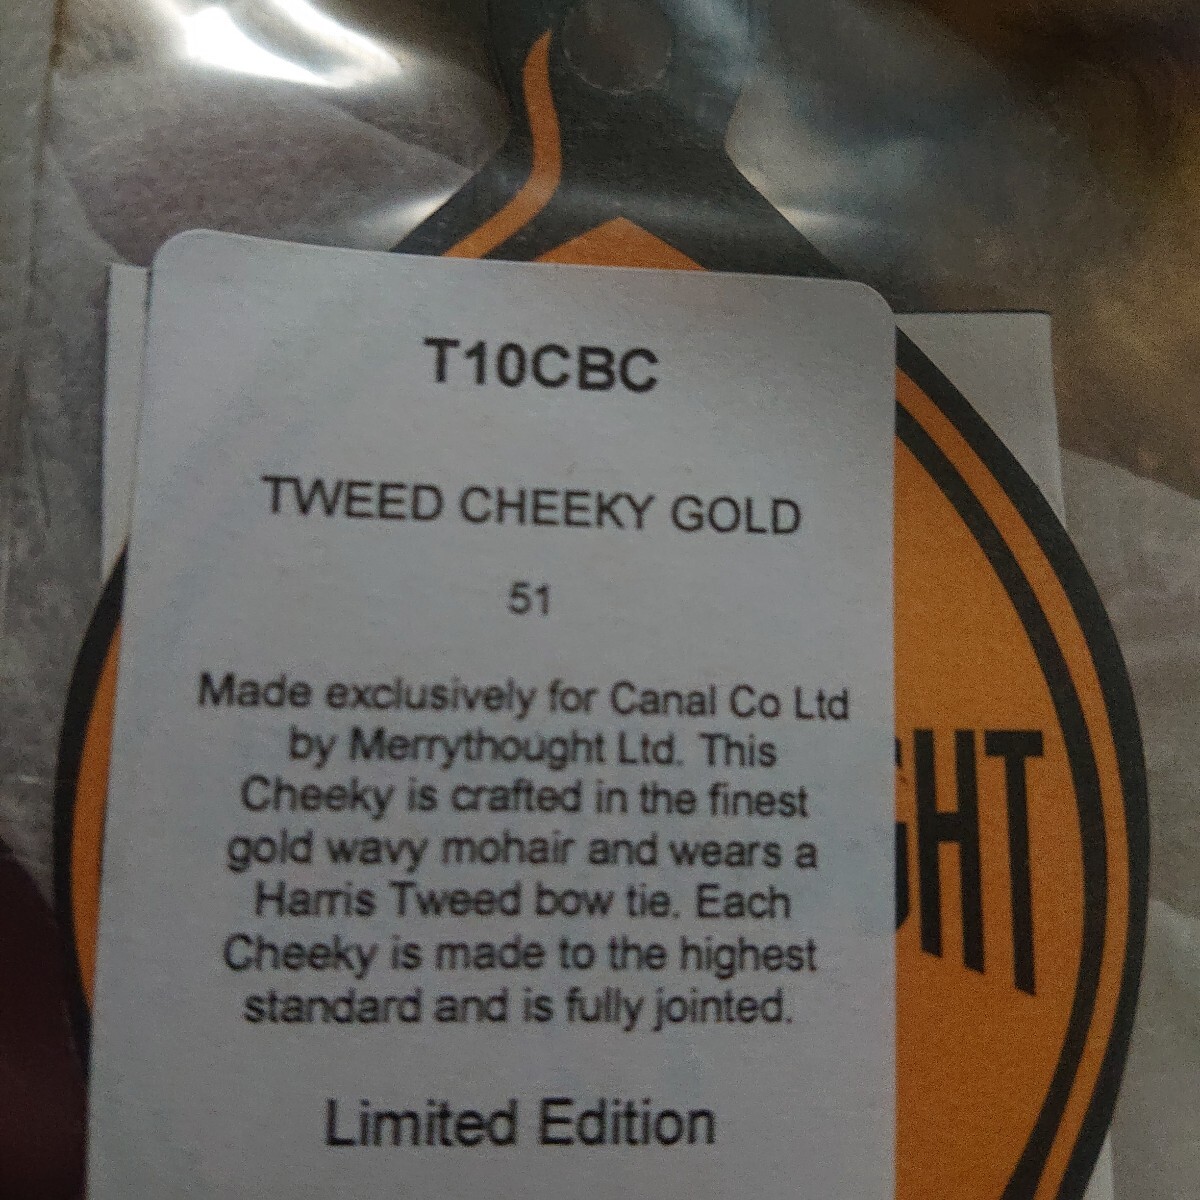 T10CBC
TWEED CHEEKY GOLD
51
Made exclusively for Canal Co Ltd
by Merrythought Ltd. This
Cheeky is crafted in the finest
gold wavy mohair and wears a
Harris Tweed bow tie. Each
Cheeky is made to the highest
standard and is fully jointed.
Limited Edition
GHT